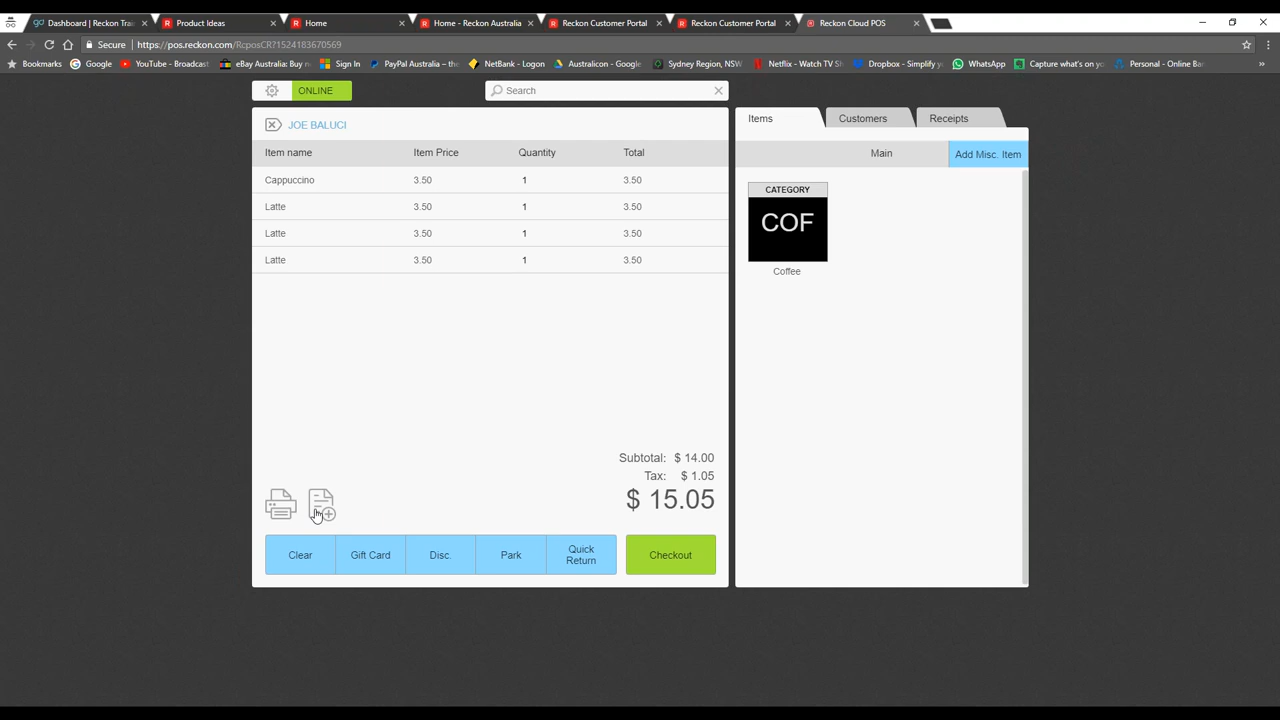 Dashboard | Reckon Trai
Product Ideas
Home
Home - Reckon Australia
Reckon Customer Portal
Reckon Customer Portal
Reckon Cloud POS
Secure
https://pos.reckon.com/RcposCR?1524183670569
Bookmarks
Google
YouTube - Broadcast
eBay Australia: Buy n
Sign In
PayPal Australia – the
NetBank - Logon
Australicon - Google
Sydney Region, NSW
Netflix - Watch TV Sh
Dropbox - Simplify yo
WhatsApp
Capture what's on yo
Personal - Online Ban
»
ONLINE
Search
JOE BALUCI
Item name Item Price Quantity Total
Cappuccino 3.50 1 3.50
Latte 3.50 1 3.50
Latte 3.50 1 3.50
Latte 3.50 1 3.50
Subtotal: $ 14.00
Tax: $ 1.05
$ 15.05
Clear
Gift Card
Disc.
Park
Quick
Return
Checkout
Items
Customers
Receipts
Main
Add Misc. Item
CATEGORY
COF
Coffee